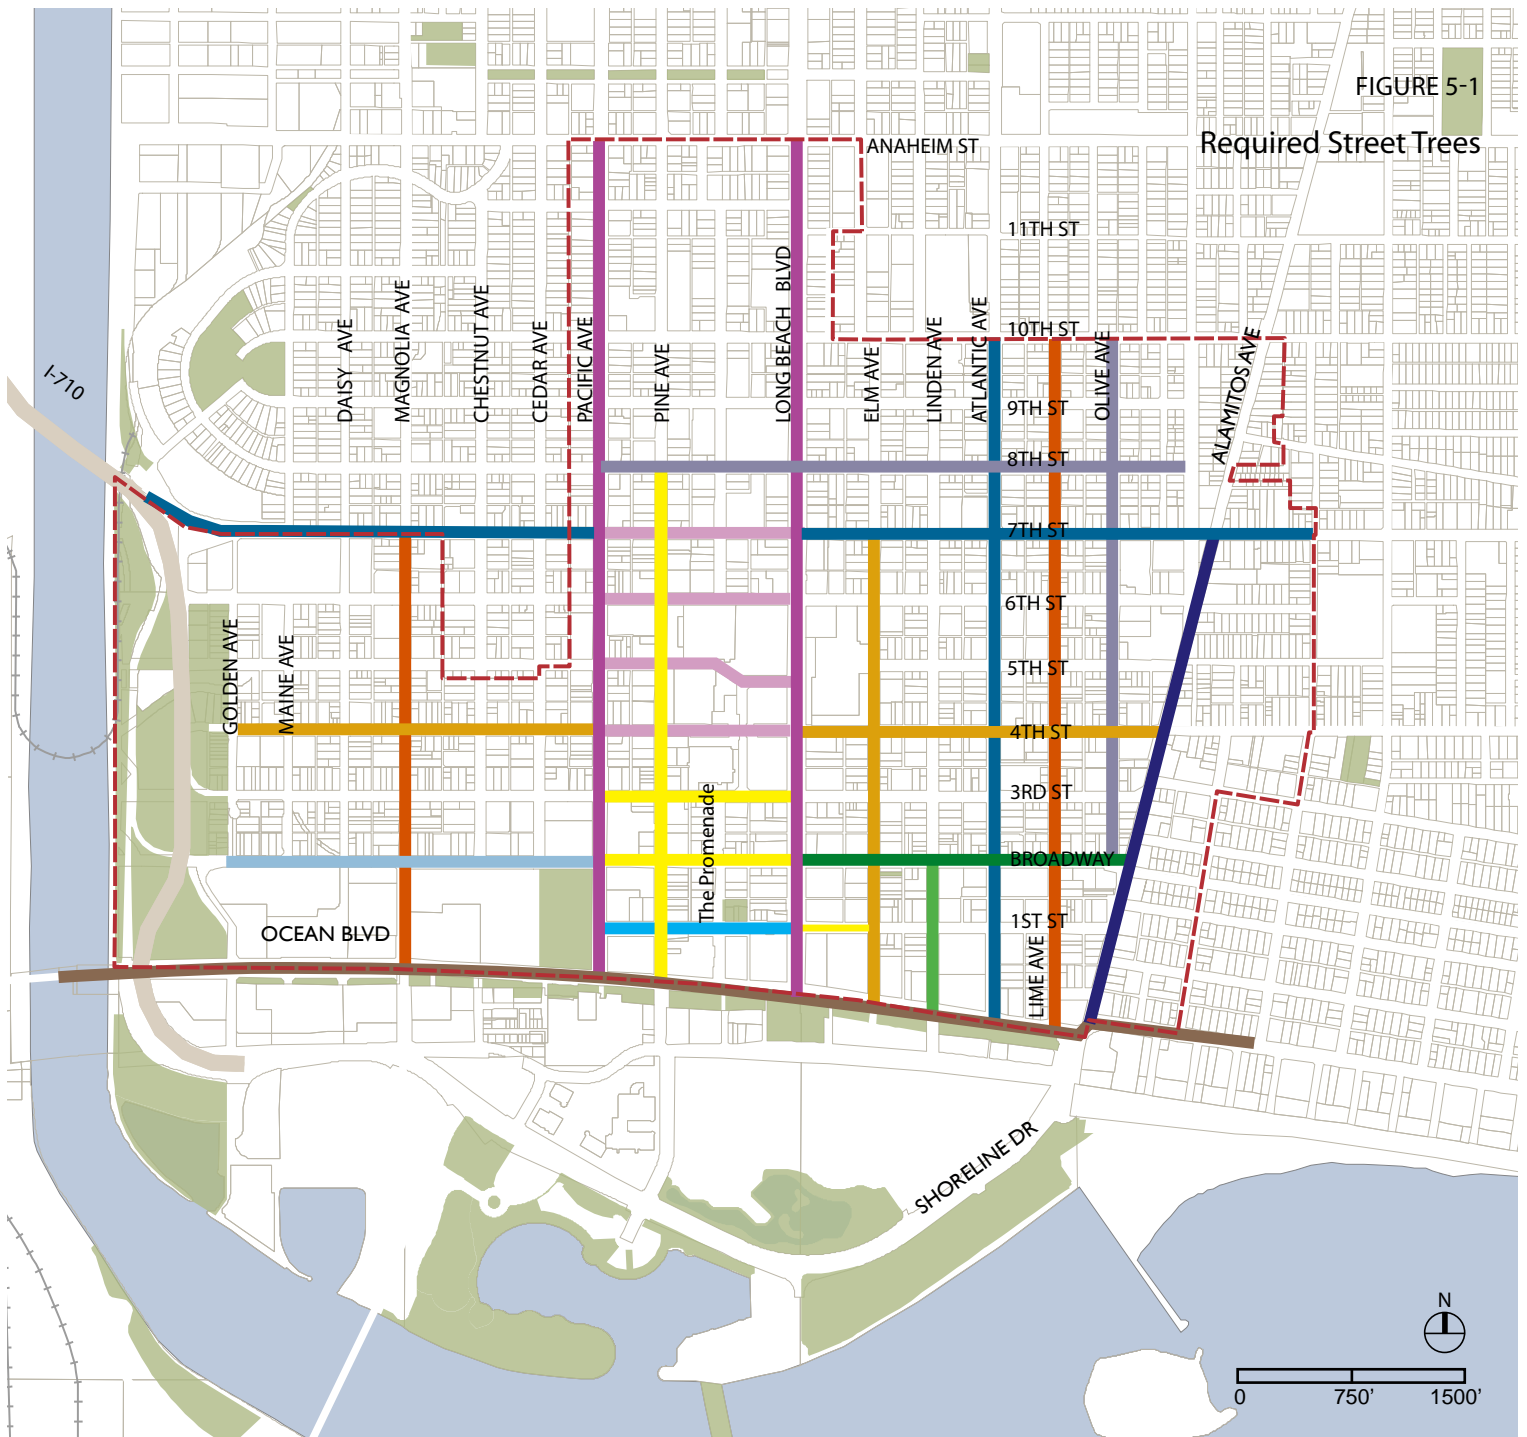 FIGURE 5-1
Required Street Trees
ANAHEIM ST
11TH ST
10TH ST
9TH ST
8TH ST
7TH ST
6TH ST
5TH ST
4TH ST
3RD ST
BROADWAY
1ST ST
I-710
GOLDEN AVE
MAINE AVE
DAISY AVE
MAGNOLIA AVE
CHESTNUT AVE
CEDAR AVE
PACIFIC AVE
PINE AVE
The Promenade
LONG BEACH BLVD
ELM AVE
LINDEN AVE
ATLANTIC AVE
LIME AVE
OLIVE AVE
ALAMITOS AVE
OCEAN BLVD
SHORELINE DR
N
0 750' 1500'